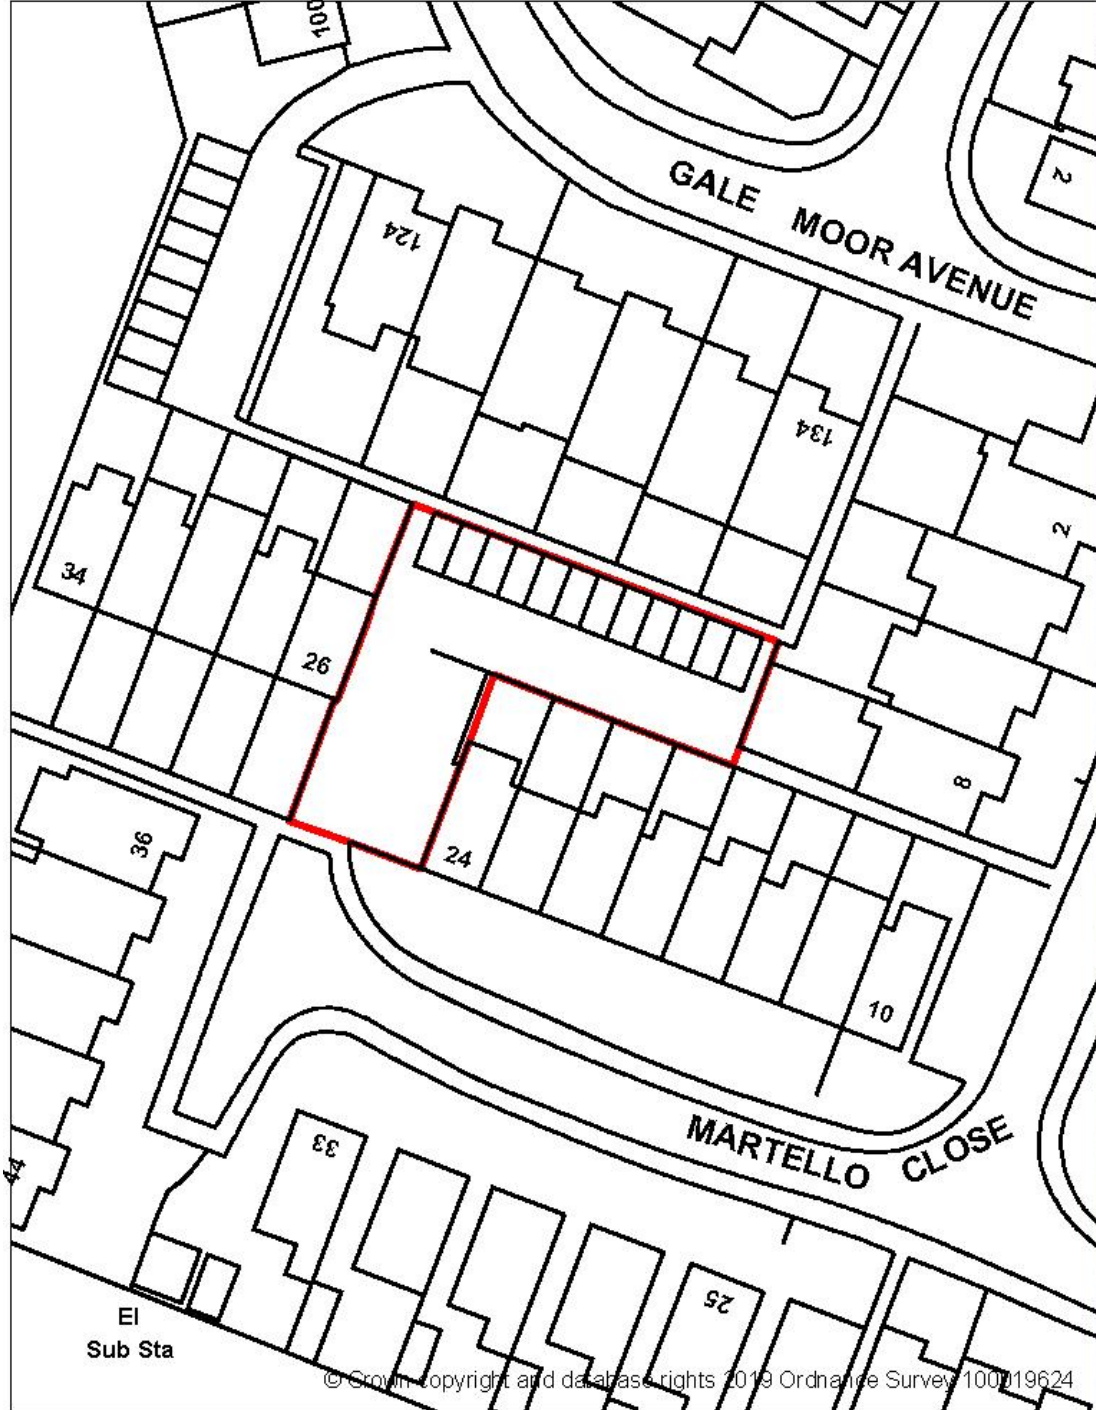 100
GALE MOOR AVENUE
2
124
134
2
34
26
8
36
24
10
MARTELLO CLOSE
33
44
25
El
Sub Sta
© Crown copyright and database rights 2019 Ordnance Survey 100019624